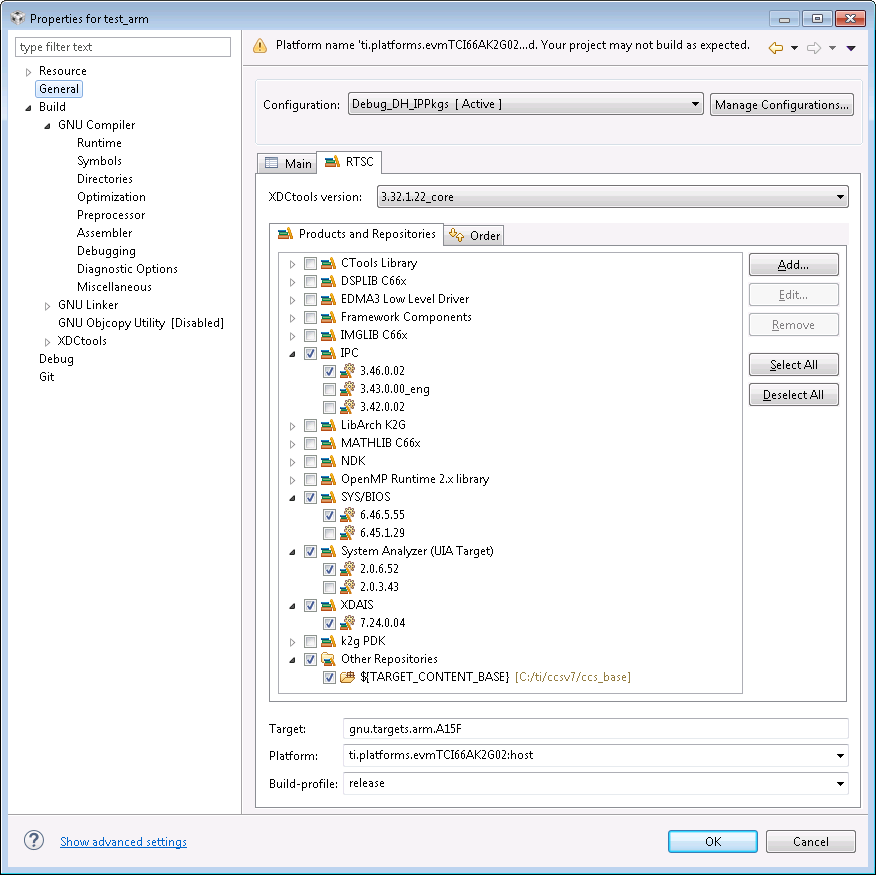 Properties for test_arm
type filter text
Resource
General
Build
GNU Compiler
Runtime
Symbols
Directories
Optimization
Preprocessor
Assembler
Debugging
Diagnostic Options
Miscellaneous
GNU Linker
GNU Objcopy Utility [Disabled]
XDCtools
Debug
Git
Platform name 'ti.platforms.evmTCI66AK2G02...d. Your project may not build as expected.
Configuration: Debug_DH_IPPkgs [ Active ] Manage Configurations...
Main RTSC
XDCtools version: 3.32.1.22_core
Products and Repositories Order
CTools Library
DSPLIB C66x
EDMA3 Low Level Driver
Framework Components
IMGLIB C66x
IPC
3.46.0.02
3.43.0.00_eng
3.42.0.02
LibArch K2G
MATHLIB C66x
NDK
OpenMP Runtime 2.x library
SYS/BIOS
6.46.5.55
6.45.1.29
System Analyzer (UIA Target)
2.0.6.52
2.0.3.43
XDAIS
7.24.0.04
k2g PDK
Other Repositories
${TARGET_CONTENT_BASE} [C:/ti/ccsv7/ccs_base]
Add...
Edit...
Remove
Select All
Deselect All
Target: gnu.targets.arm.A15F
Platform: ti.platforms.evmTCI66AK2G02:host
Build-profile: release
? Show advanced settings
OK Cancel